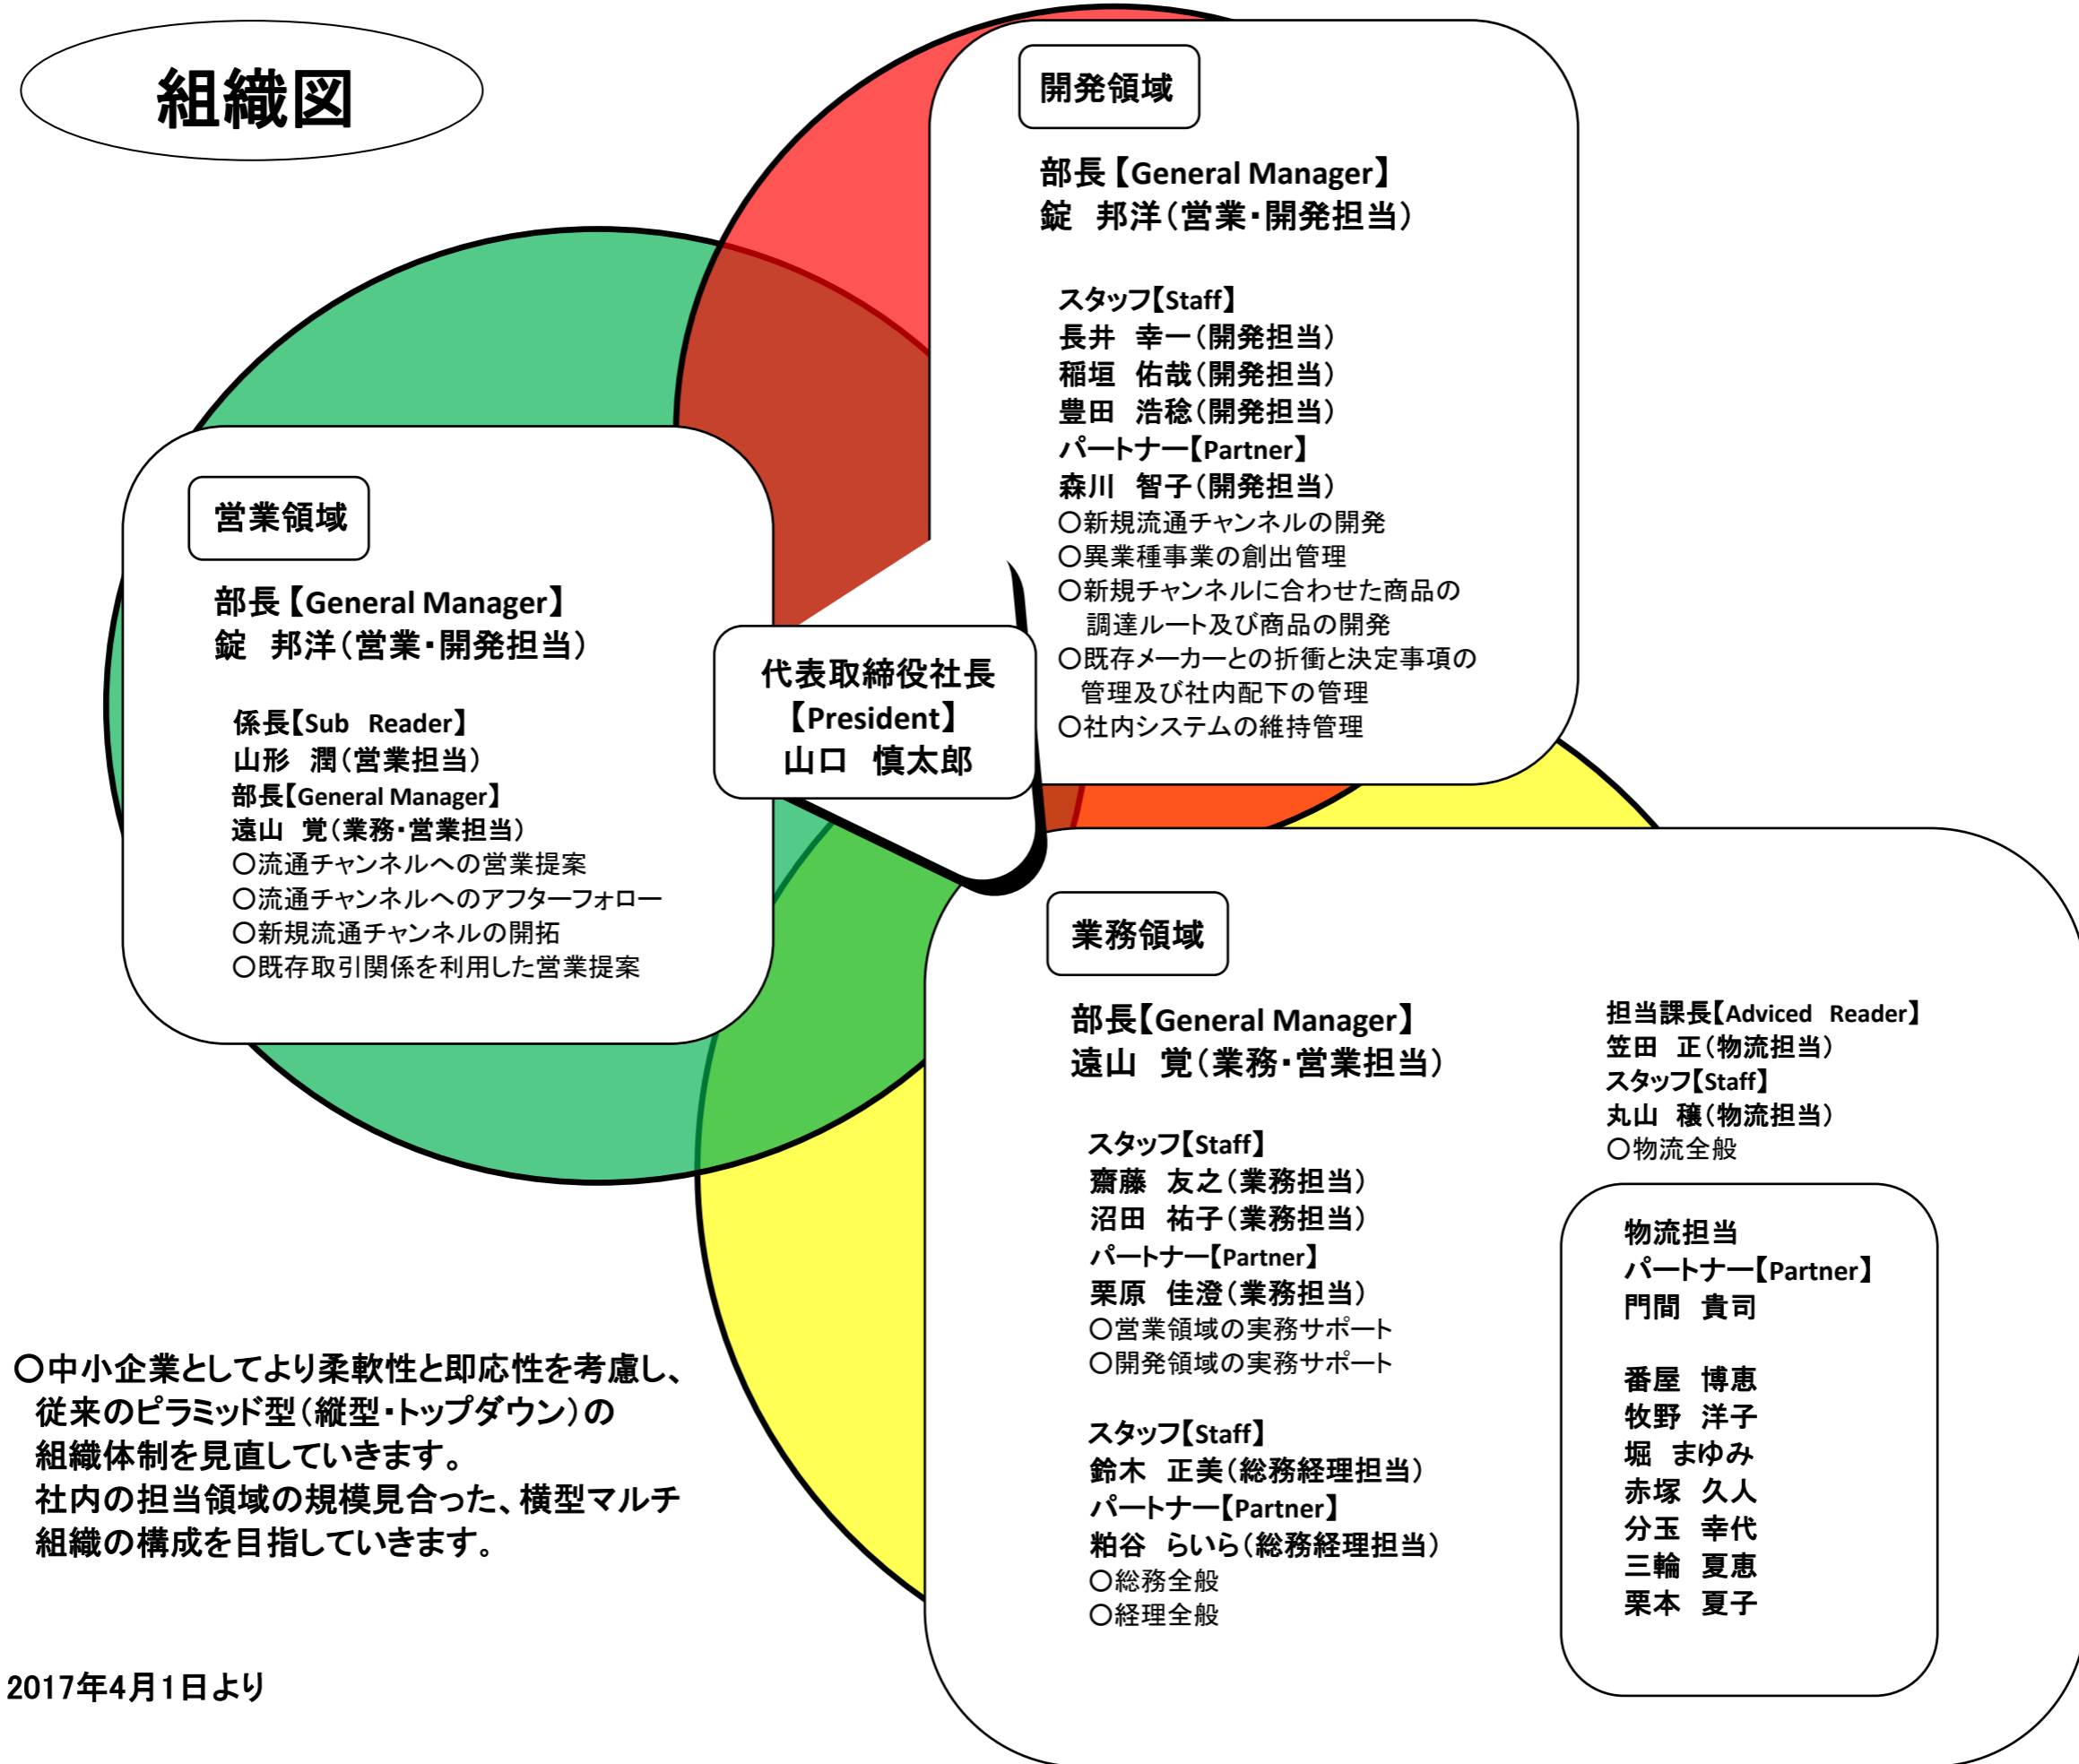 組織図
開発領域
部長【General Manager】
錠　邦洋（営業・開発担当）
スタッフ【Staff】
長井　幸一（開発担当）
稲垣　佑哉（開発担当）
豊田　浩稔（開発担当）
パートナー【Partner】
森川　智子（開発担当）
○新規流通チャンネルの開発
○異業種事業の創出管理
○新規チャンネルに合わせた商品の
調達ルート及び商品の開発
○既存メーカーとの折衝と決定事項の
管理及び社内配下の管理
○社内システムの維持管理
営業領域
部長【General Manager】
錠　邦洋（営業・開発担当）
係長【Sub　Reader】
山形　潤（営業担当）
部長【General Manager】
遠山　覚（業務・営業担当）
○流通チャンネルへの営業提案
○流通チャンネルへのアフターフォロー
○新規流通チャンネルの開拓
○既存取引関係を利用した営業提案
代表取締役社長
【President】
山口　慎太郎
業務領域
部長【General Manager】
遠山　覚（業務・営業担当）
スタッフ【Staff】
齋藤　友之（業務担当）
沼田　祐子（業務担当）
パートナー【Partner】
栗原　佳澄（業務担当）
○営業領域の実務サポート
○開発領域の実務サポート
スタッフ【Staff】
鈴木　正美（総務経理担当）
パートナー【Partner】
粕谷　らいら（総務経理担当）
○総務全般
○経理全般
担当課長【Adviced　Reader】
笠田　正（物流担当）
スタッフ【Staff】
丸山　穣（物流担当）
○物流全般
物流担当
パートナー【Partner】
門間　貴司
番屋　博恵
牧野　洋子
堀　まゆみ
赤塚　久人
分玉　幸代
三輪　夏恵
栗本　夏子
○中小企業としてより柔軟性と即応性を考慮し、
従来のピラミッド型（縦型・トップダウン）の
組織体制を見直していきます。
社内の担当領域の規模見合った、横型マルチ
組織の構成を目指していきます。
2017年4月1日より